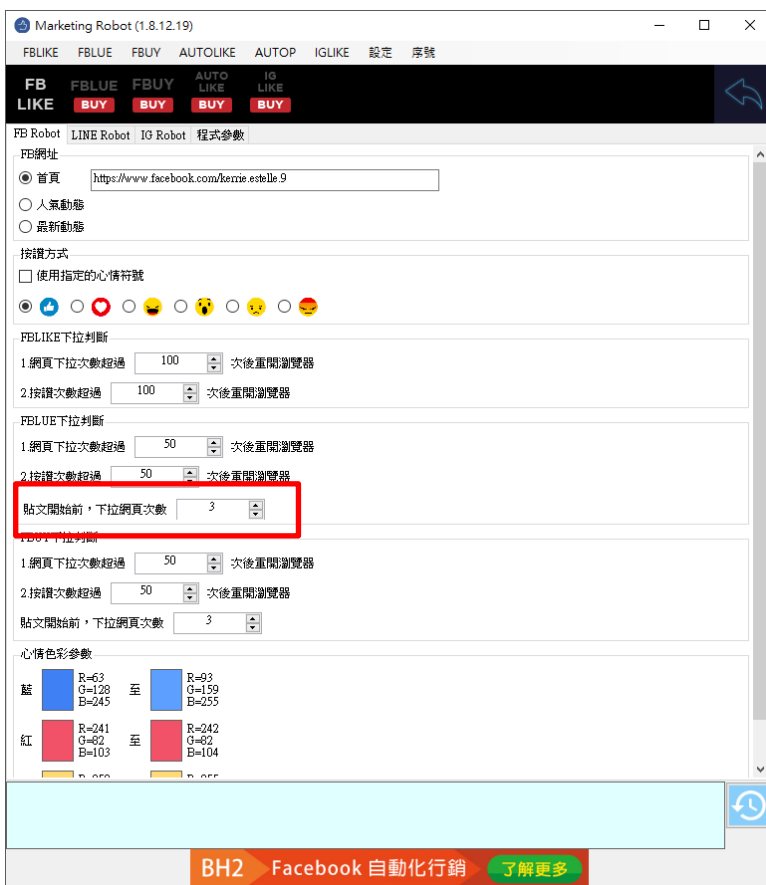 Marketing Robot (1.8.12.19)
FBLIKE FBLUE FBUY AUTOLIKE AUTOP IGLIKE 設定 序號
FB LIKE FBLUE BUY FBUY BUY AUTO LIKE BUY IG LIKE BUY
FB Robot LINE Robot IG Robot 程式參數
FB網址
首頁 https://www.facebook.com/kerrie.estelle.9
人氣動態
最新動態
按讚方式
使用指定的心情符號
FBLIKE下拉判斷
1.網頁下拉次數超過 100 次後重開瀏覽器
2.按讚次數超過 100 次後重開瀏覽器
FBLUE下拉判斷
1.網頁下拉次數超過 50 次後重開瀏覽器
2.按讚次數超過 50 次後重開瀏覽器
貼文開始前，下拉網頁次數 3
FBUY下拉判斷
1.網頁下拉次數超過 50 次後重開瀏覽器
2.按讚次數超過 50 次後重開瀏覽器
貼文開始前，下拉網頁次數 3
心情色彩參數
藍 R=63 G=128 B=245 至 R=93 G=159 B=255
紅 R=241 G=82 B=103 至 R=242 G=82 B=104
BH2 Facebook 自動化行銷 了解更多